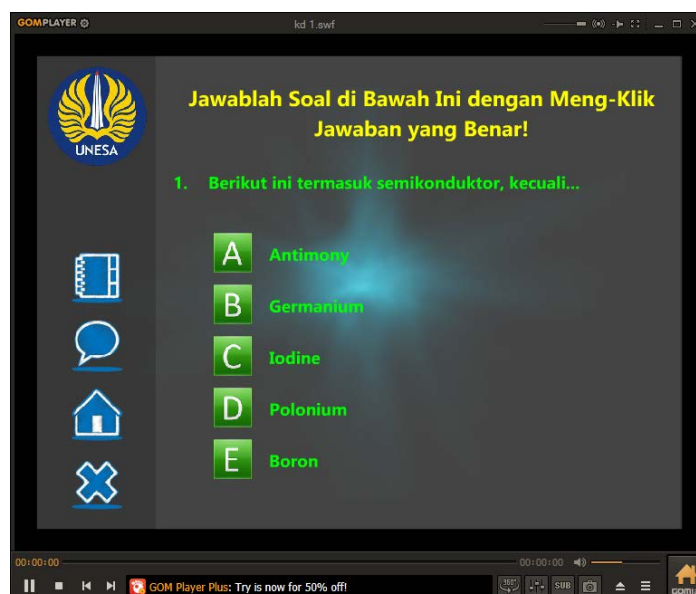 GOMPLAYER
kd 1.swf
UNESA
Jawablah Soal di Bawah Ini dengan Meng-Klik
Jawaban yang Benar!
1. Berikut ini termasuk semikonduktor, kecuali...
A Antimony
B Germanium
C Iodine
D Polonium
E Boron
00:00:00
00:00:00
GOM Player Plus: Try is now for 50% off!
360°
SUB